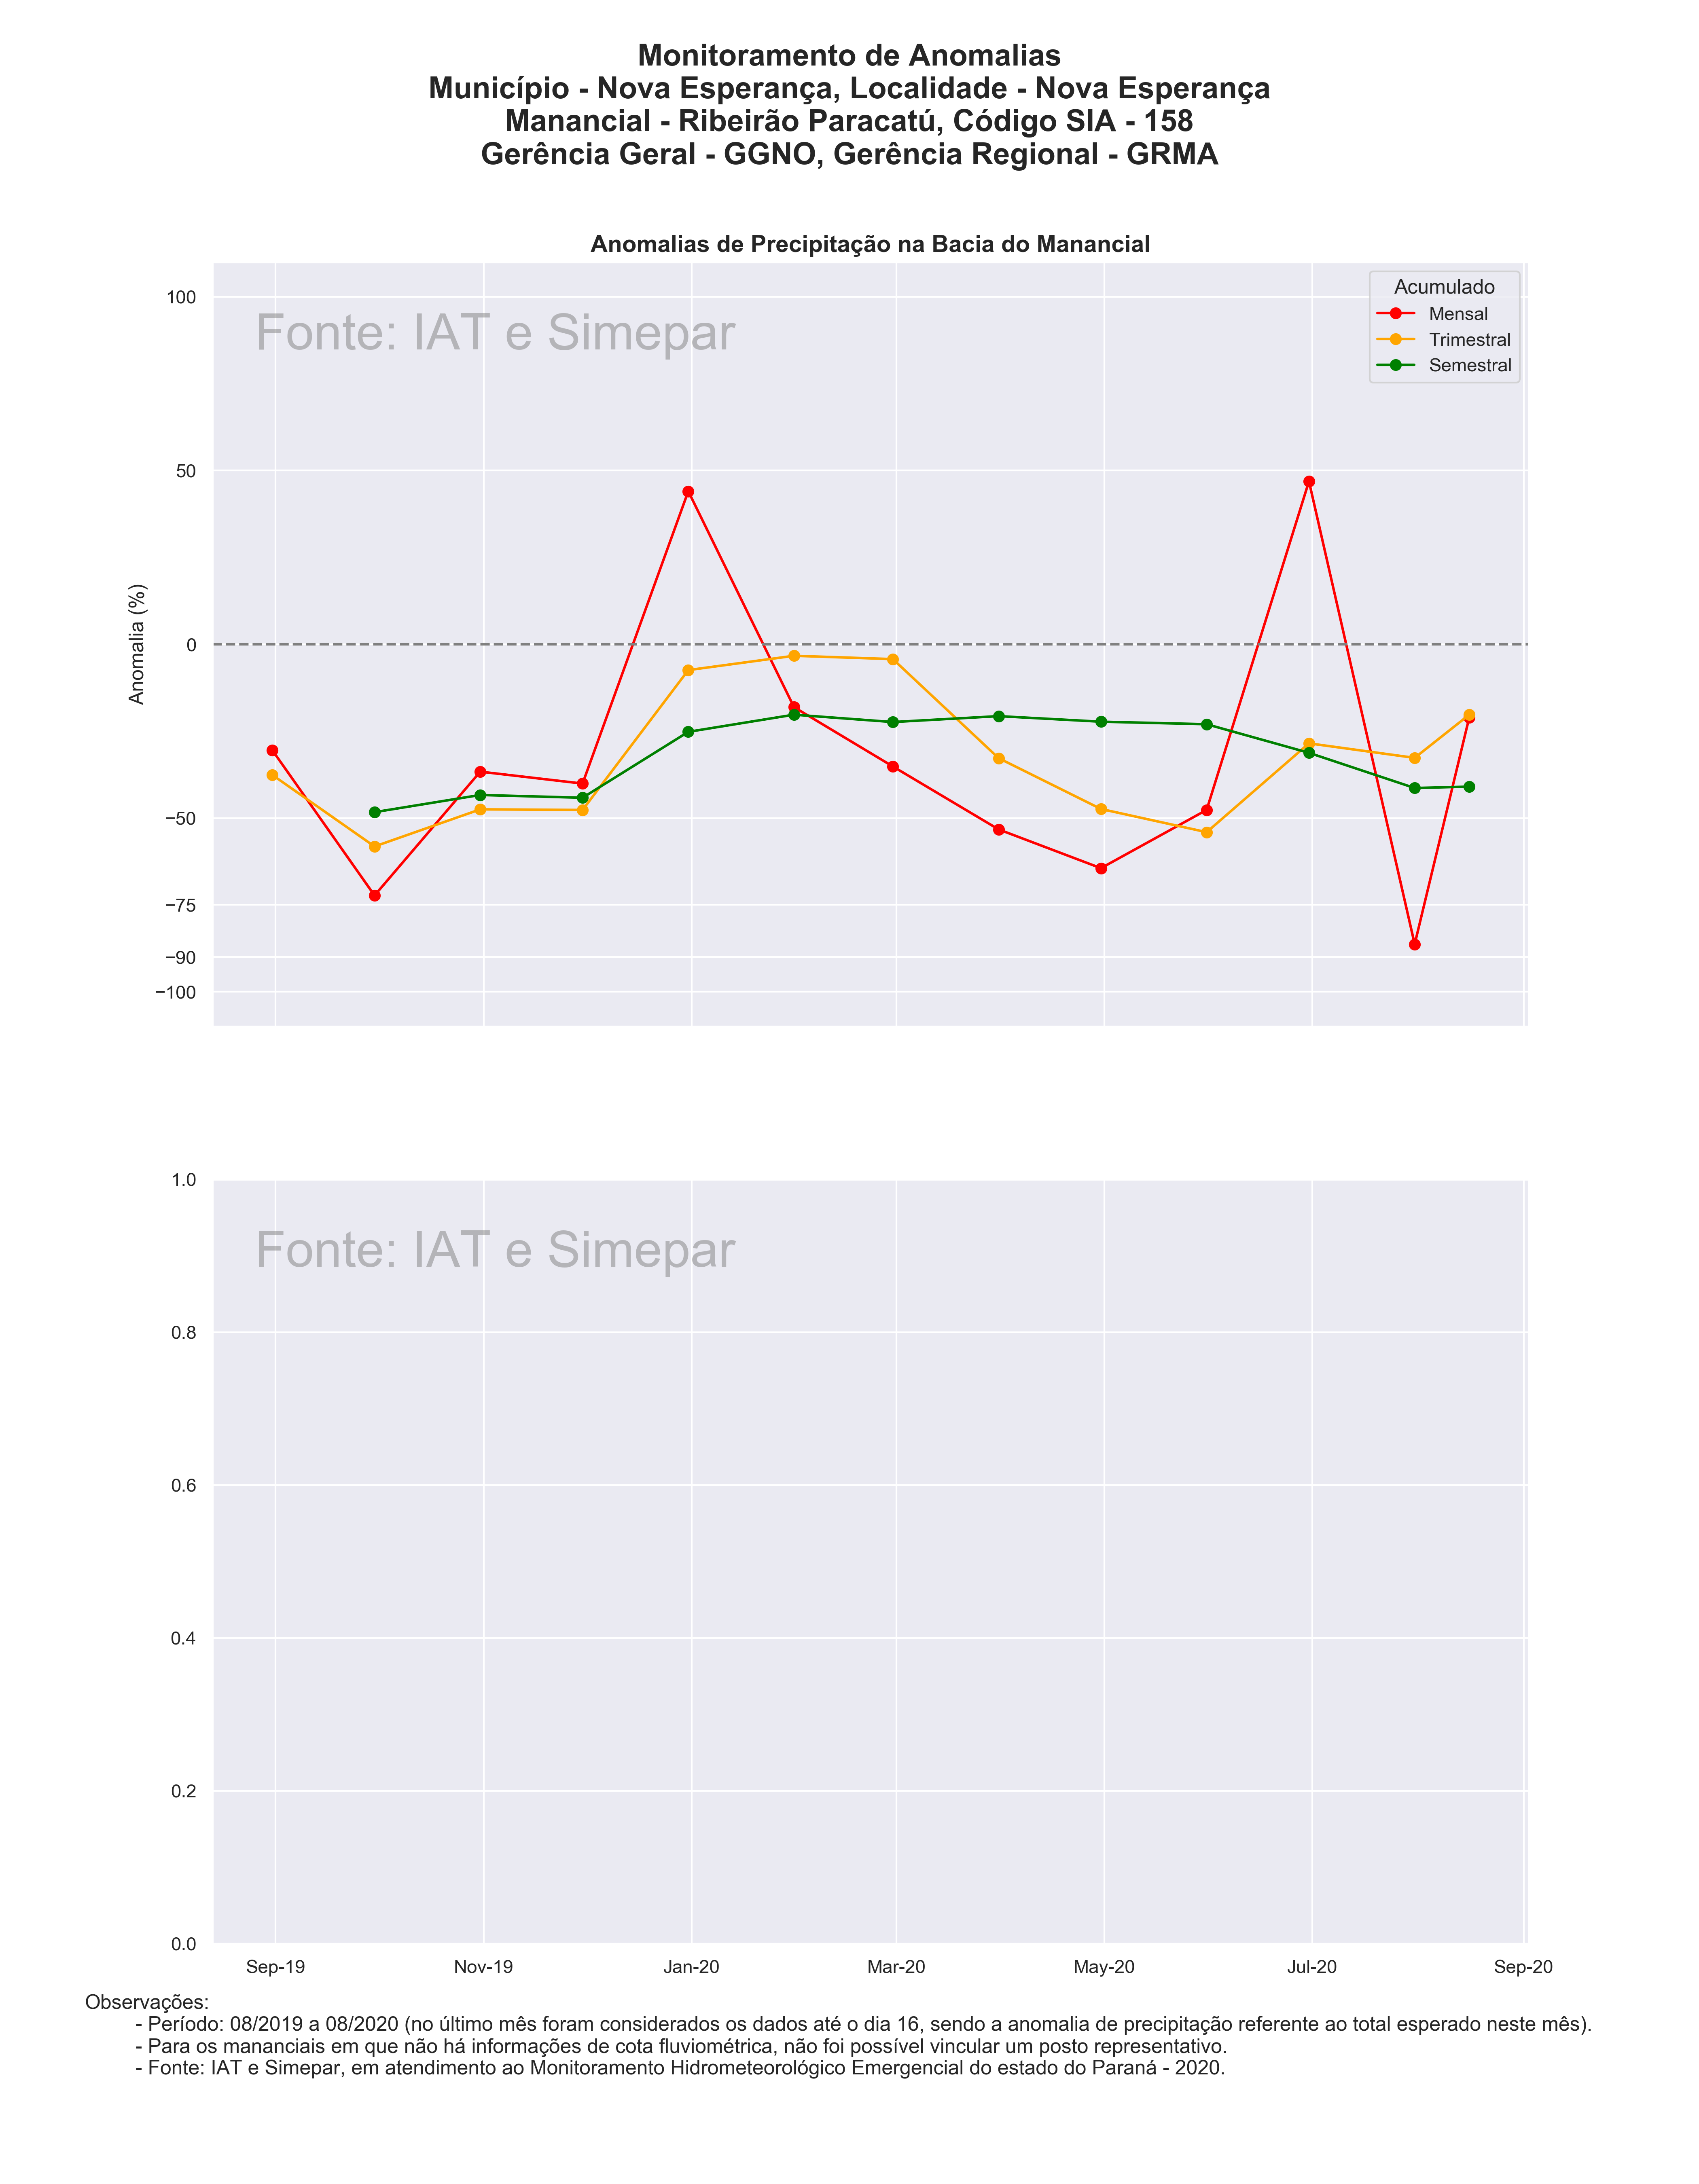 Monitoramento de Anomalias
Município - Nova Esperança, Localidade - Nova Esperança
Manancial - Ribeirão Paracatú, Código SIA - 158
Gerência Geral - GGNO, Gerência Regional - GRMA
Anomalias de Precipitação na Bacia do Manancial
Fonte: IAT e Simepar
Acumulado
Mensal
Trimestral
Semestral
Anomalia (%)
100
50
0
−50
−75
−90
−100
Fonte: IAT e Simepar
1.0
0.8
0.6
0.4
0.2
0.0
Sep-19 Nov-19 Jan-20 Mar-20 May-20 Jul-20 Sep-20
Observações:
- Período: 08/2019 a 08/2020 (no último mês foram considerados os dados até o dia 16, sendo a anomalia de precipitação referente ao total esperado neste mês).
- Para os mananciais em que não há informações de cota fluviométrica, não foi possível vincular um posto representativo.
- Fonte: IAT e Simepar, em atendimento ao Monitoramento Hidrometeorológico Emergencial do estado do Paraná - 2020.